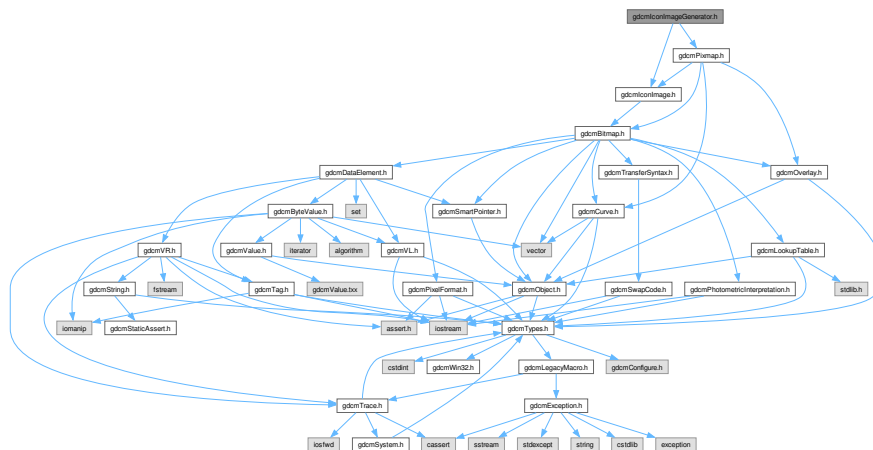 gdcmIconImageGenerator.h
gdcmPixmap.h
gdcmIconImage.h
gdcmBitmap.h
gdcmDataElement.h
gdcmTransferSyntax.h
gdcmOverlay.h
gdcmByteValue.h
set
gdcmSmartPointer.h
gdcmCurve.h
gdcmVR.h
gdcmValue.h
iterator
algorithm
gdcmVL.h
vector
gdcmLookupTable.h
gdcmString.h
fstream
gdcmTag.h
gdcmValue.txx
gdcmPixelFormat.h
gdcmObject.h
gdcmSwapCode.h
gdcmPhotometricInterpretation.h
stdlib.h
iomanip
gdcmStaticAssert.h
assert.h
iostream
gdcmTypes.h
cstdint
gdcmWin32.h
gdcmLegacyMacro.h
gdcmConfigure.h
gdcmTrace.h
gdcmException.h
iosfwd
gdcmSystem.h
cassert
sstream
stdexcept
string
cstdlib
exception